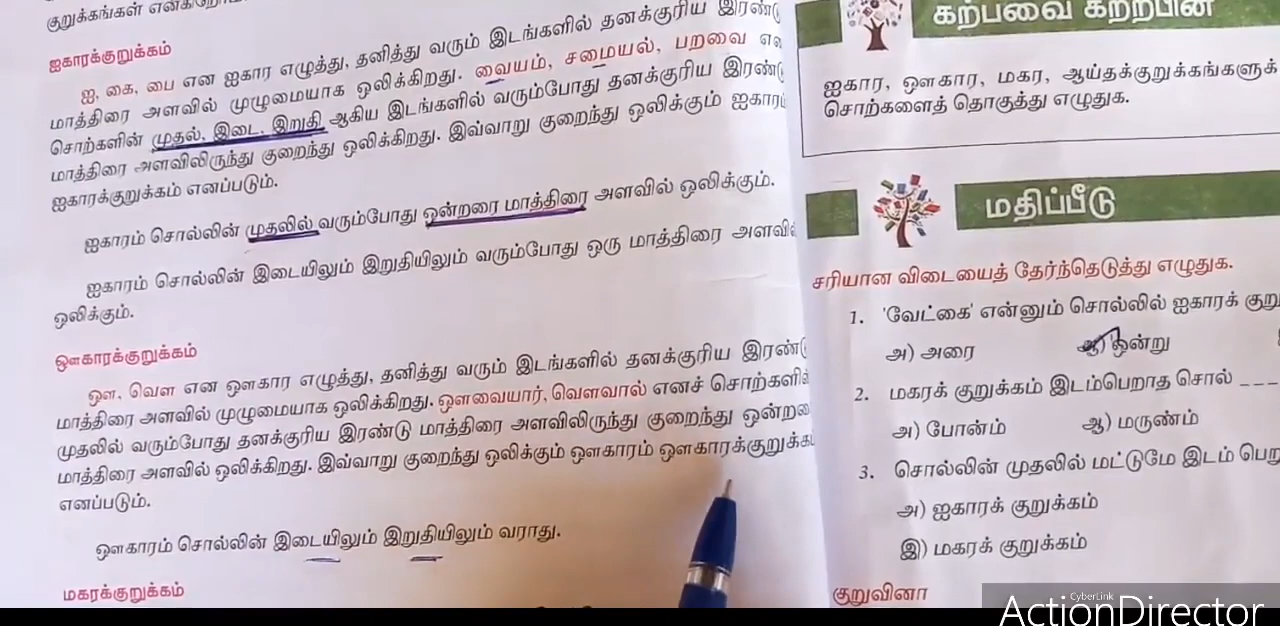 குறுக்கங்கள்
ஐகாரக்குறுக்கம்
ஐ, கை, பை என ஐகார எழுத்து, தனித்து வரும் இடங்களில் தனக்குரிய இரண்டு
மாத்திரை அளவில் முழுமையாக ஒலிக்கிறது. வையம், சமையல், பறவை என
சொற்களின் முதல், இடை, இறுதி ஆகிய இடங்களில் வரும்போது தனக்குரிய இரண்டு
மாத்திரை அளவிலிருந்து குறைந்து ஒலிக்கிறது. இவ்வாறு குறைந்து ஒலிக்கும் ஐகாரம்
ஐகாரக்குறுக்கம் எனப்படும்.
ஐகாரம் சொல்லின் முதலில் வரும்போது ஒன்றரை மாத்திரை அளவில் ஒலிக்கும்.
ஐகாரம் சொல்லின் இடையிலும் இறுதியிலும் வரும்போது ஒரு மாத்திரை அளவில்
ஒலிக்கும்.
ஔகாரக்குறுக்கம்
ஔ, வௌ என ஔகார எழுத்து, தனித்து வரும் இடங்களில் தனக்குரிய இரண்டு
மாத்திரை அளவில் முழுமையாக ஒலிக்கிறது. ஔவையார், வௌவால் எனச் சொற்களில்
முதலில் வரும்போது தனக்குரிய இரண்டு மாத்திரை அளவிலிருந்து குறைந்து
மாத்திரை அளவில் ஒலிக்கிறது. இவ்வாறு குறைந்து ஒலிக்கும் ஔகாரம்
எனப்படும்.
ஔகாரம் சொல்லின் இடையிலும் இறுதியிலும் வராது.
மகரக்குறுக்கம்
கற்பவை கற்றபின்
ஐகார, ஔகார, மகர, ஆய்தக்குறுக்கங்களுக்
சொற்களைத் தொகுத்து எழுதுக.
மதிப்பீடு
சரியான விடையைத் தேர்ந்தெடுத்து எழுதுக.
1. 'வேட்கை' என்னும் சொல்லில் ஐகாரக் குறு
அ) அரை ஆ) ஒன்று
2. மகரக் குறுக்கம் இடம்பெறாத சொல் _ _ _
அ) போன்ம் ஆ) மருண்ம்
3. சொல்லின் முதலில் மட்டுமே இடம் பெறு
அ) ஐகாரக் குறுக்கம்
இ) மகரக் குறுக்கம்
குறுவினா
CyberLink
ActionDirector